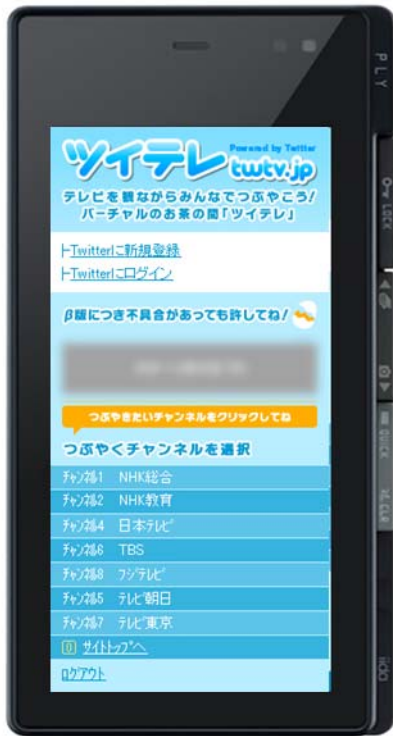 ツイテレ
Powered by Twitter
twtv.jp
テレビを観ながらみんなでつぶやこう!
バーチャルのお茶の間「ツイテレ」
├Twitterに新規登録
├Twitterにログイン
β版につき不具合があっても許してね!
つぶやきたいチャンネルをクリックしてね
つぶやくチャンネルを選択
ﾁｬﾝﾈﾙ1 NHK総合
ﾁｬﾝﾈﾙ2 NHK教育
ﾁｬﾝﾈﾙ4 日本ﾃﾚﾋﾞ
ﾁｬﾝﾈﾙ6 TBS
ﾁｬﾝﾈﾙ8 ﾌｼﾞﾃﾚﾋﾞ
ﾁｬﾝﾈﾙ5 ﾃﾚﾋﾞ朝日
ﾁｬﾝﾈﾙ7 ﾃﾚﾋﾞ東京
0 ｻｲﾄﾄｯﾌﾟへ
ﾛｸﾞｱｳﾄ
PLY
LOCK
QUICK
CLR
iida